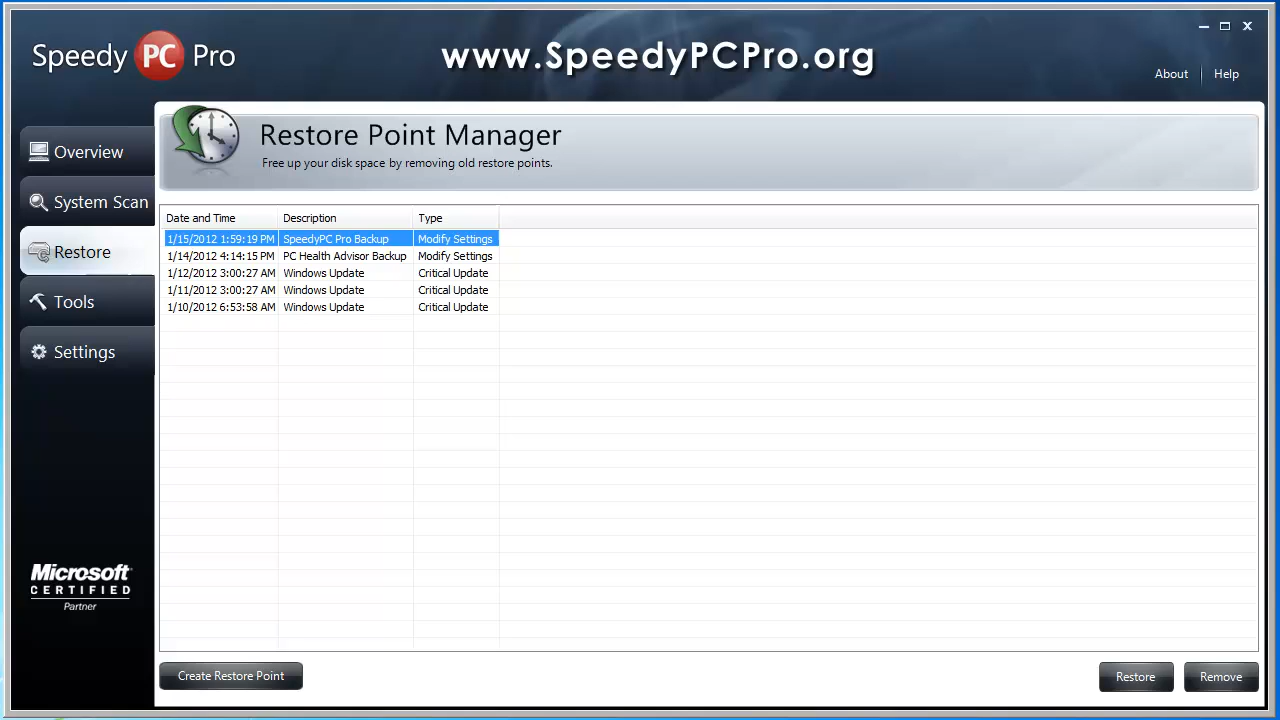 Speedy PC Pro
www.SpeedyPCPro.org
About
Help
Overview
System Scan
Restore
Tools
Settings
Microsoft
CERTIFIED
Partner
Restore Point Manager
Free up your disk space by removing old restore points.
Date and Time Description Type
1/15/2012 1:59:19 PM SpeedyPC Pro Backup Modify Settings
1/14/2012 4:14:15 PM PC Health Advisor Backup Modify Settings
1/12/2012 3:00:27 AM Windows Update Critical Update
1/11/2012 3:00:27 AM Windows Update Critical Update
1/10/2012 6:53:58 AM Windows Update Critical Update
Create Restore Point
Restore
Remove